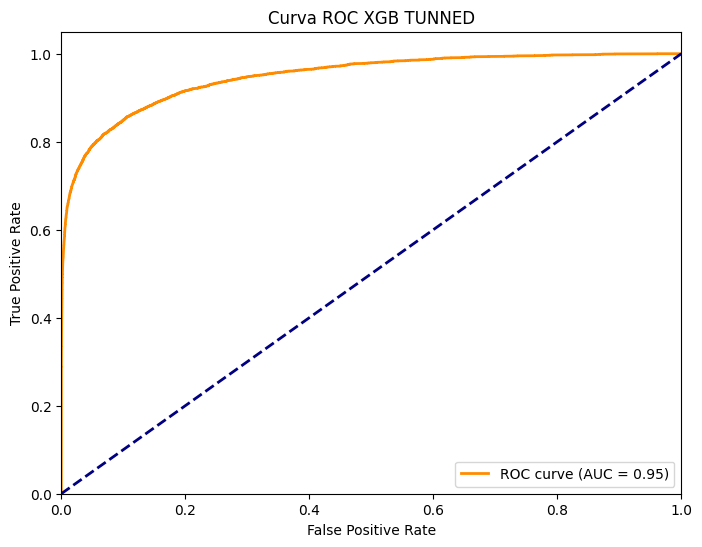 Curva ROC XGB TUNNED
True Positive Rate
1.0
0.8
0.6
0.4
0.2
0.0
0.0 0.2 0.4 0.6 0.8 1.0
False Positive Rate
ROC curve (AUC = 0.95)